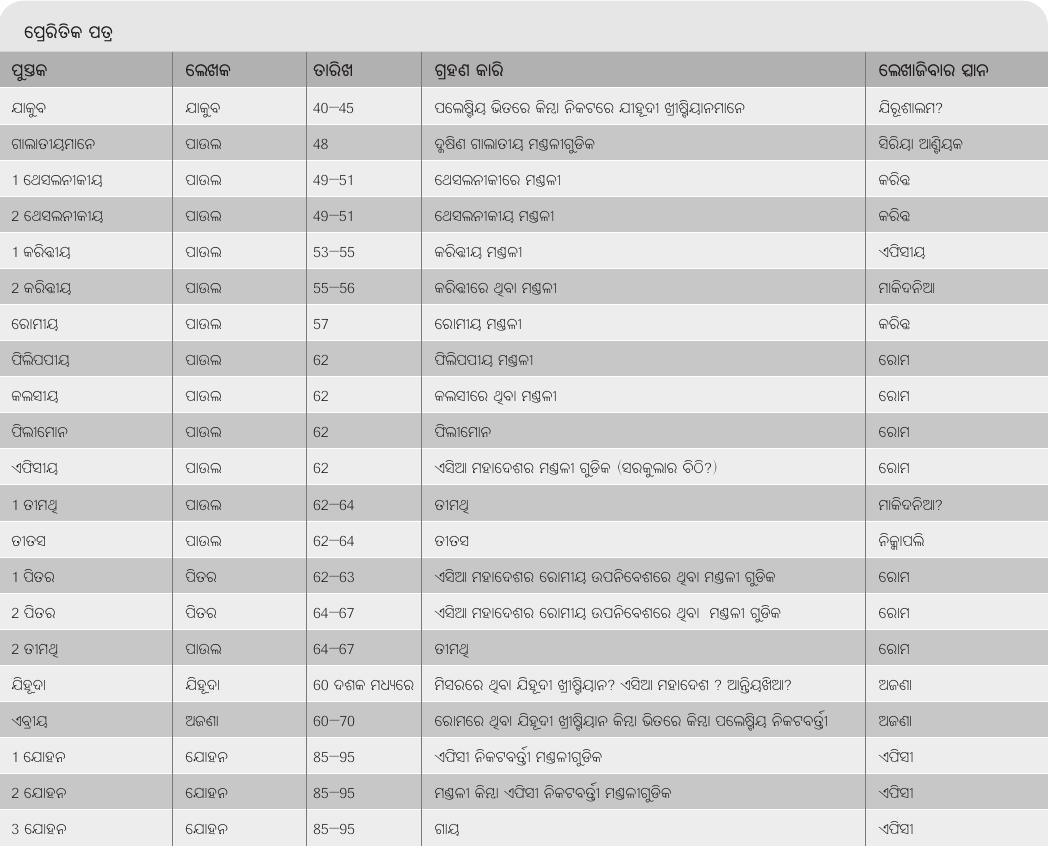 ପ୍ରେରିତିକ ପତ୍ର
ପୁସ୍ତକ ଲେଖକ ତାରିଖ ଗ୍ରହଣ କାରି ଲେଖାଜିବାର ସ୍ଥାନ
ଯାକୁବ ଯାକୁବ 40—45 ପଲେଷ୍ଟିୟ ଭିତରେ କିମ୍ବା ନିକଟରେ ଯୀହୂଦୀ ଖ୍ରୀଷ୍ଟିୟାନମାନେ ଯିରୂଶାଲମ?
ଗାଲାତୀୟମାନେ ପାଉଲ 48 ଦ୍କ୍ଷିଣ ଗାଲାତୀୟ ମଣ୍ଡଳୀଗୁଡିକ ସିରିୟା ଆଣ୍ଟିୟକ
1 ଥେସଲନୀକୀୟ ପାଉଲ 49—51 ଥେସଲନୀକୀରେ ମଣ୍ଡଳୀ କରିନ୍ଥ
2 ଥେସଲନୀକୀୟ ପାଉଲ 49—51 ଥେସଲନୀକୀୟ ମଣ୍ଡଳୀ କରିନ୍ଥ
1 କରିନ୍ଥୀୟ ପାଉଲ 53—55 କରିନ୍ଥୀୟ ମଣ୍ଡଳୀ ଏଫିସୀୟ
2 କରିନ୍ଥୀୟ ପାଉଲ 55—56 କରିନ୍ଥୀରେ ଥିବା ମଣ୍ଡଳୀ ମାକିଦନିଆ
ରୋମୀୟ ପାଉଲ 57 ରୋମୀୟ ମଣ୍ଡଳୀ କରିନ୍ଥ
ଫିଲିପପୀୟ ପାଉଲ 62 ଫିଲିପପୀୟ ମଣ୍ଡଳୀ ରୋମ
କଲସୀୟ ପାଉଲ 62 କଲସୀରେ ଥିବା ମଣ୍ଡଳୀ ରୋମ
ଫିଲୀମୋନ ପାଉଲ 62 ଫିଲୀମୋନ ରୋମ
ଏଫିସୀୟ ପାଉଲ 62 ଏସିଆ ମହାଦେଶର ମଣ୍ଡଳୀ ଗୁଡିକ (ସରକୁଲାର ଚିଠି?) ରୋମ
1 ତୀମଥି ପାଉଲ 62—64 ତୀମଥି ମାକିଦନିଆ?
ତୀତସ ପାଉଲ 62—64 ତୀତସ ନିକ୍କାପଲି
1 ପିତର ପିତର 62—63 ଏସିଆ ମହାଦେଶର ରୋମୀୟ ଉପନିବେଶରେ ଥିବା ମଣ୍ଡଳୀ ଗୁଡିକ ରୋମ
2 ପିତର ପିତର 64—67 ଏସିଆ ମହାଦେଶର ରୋମୀୟ ଉପନିବେଶରେ ଥିବା ମଣ୍ଡଳୀ ଗୁଡିକ ରୋମ
2 ତୀମଥି ପାଉଲ 64—67 ତୀମଥି ରୋମ
ଯିହୂଦା ଯିହୂଦା 60 ଦଶକ ମଧ୍ୟରେ ମିସରରେ ଥିବା ଯିହୂଦୀ ଖ୍ରୀଷ୍ଟିୟାନ? ଏସିଆ ମହାଦେଶ ? ଆନ୍ତିୟଖିଆ? ଅଜଣା
ଏବ୍ରୀୟ ଅଜଣା 60—70 ରୋମରେ ଥିବା ଯିହୂଦୀ ଖ୍ରୀଷ୍ଟିୟାନ କିମ୍ବା ଭିତରେ କିମ୍ବା ପଲେଷ୍ଟିୟ ନିକଟବର୍ତ୍ତୀ ଅଜଣା
1 ଯୋହନ ଯୋହନ 85—95 ଏଫିସୀ ନିକଟବର୍ତ୍ତୀ ମଣ୍ଡଳୀଗୁଡିକ ଏଫିସୀ
2 ଯୋହନ ଯୋହନ 85—95 ମଣ୍ଡଳୀ କିମ୍ବା ଏଫିସୀ ନିକଟବର୍ତ୍ତୀ ମଣ୍ଡଳୀଗୁଡିକ ଏଫିସୀ
3 ଯୋହନ ଯୋହନ 85—95 ଗାୟ ଏଫିସୀ